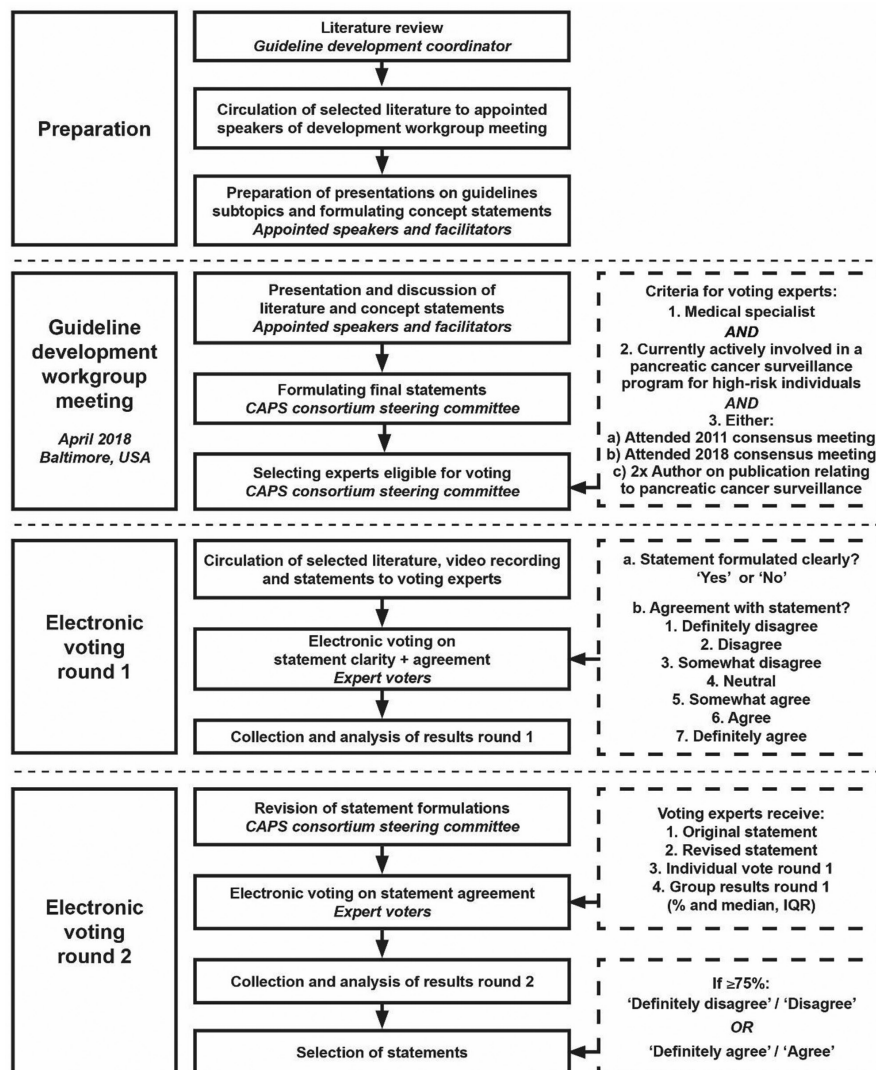 Preparation
Literature review
Guideline development coordinator
Circulation of selected literature to appointed
speakers of development workgroup meeting
Preparation of presentations on guidelines
subtopics and formulating concept statements
Appointed speakers and facilitators
Guideline
development
workgroup
meeting
April 2018
Baltimore, USA
Presentation and discussion of
literature and concept statements
Appointed speakers and facilitators
Formulating final statements
CAPS consortium steering committee
Selecting experts eligible for voting
CAPS consortium steering committee
Criteria for voting experts:
1. Medical specialist
AND
2. Currently actively involved in a
pancreatic cancer surveillance
program for high-risk individuals
AND
3. Either:
a) Attended 2011 consensus meeting
b) Attended 2018 consensus meeting
c) 2x Author on publication relating
to pancreatic cancer surveillance
Electronic
voting
round 1
Circulation of selected literature, video recording
and statements to voting experts
Electronic voting on
statement clarity + agreement
Expert voters
Collection and analysis of results round 1
a. Statement formulated clearly?
‘Yes’ or ‘No’
b. Agreement with statement?
1. Definitely disagree
2. Disagree
3. Somewhat disagree
4. Neutral
5. Somewhat agree
6. Agree
7. Definitely agree
Electronic
voting
round 2
Revision of statement formulations
CAPS consortium steering committee
Electronic voting on statement agreement
Expert voters
Collection and analysis of results round 2
Selection of statements
Voting experts receive:
1. Original statement
2. Revised statement
3. Individual vote round 1
4. Group results round 1
(% and median, IQR)
If ≥75%:
‘Definitely disagree’ / ‘Disagree’
OR
‘Definitely agree’ / ‘Agree’